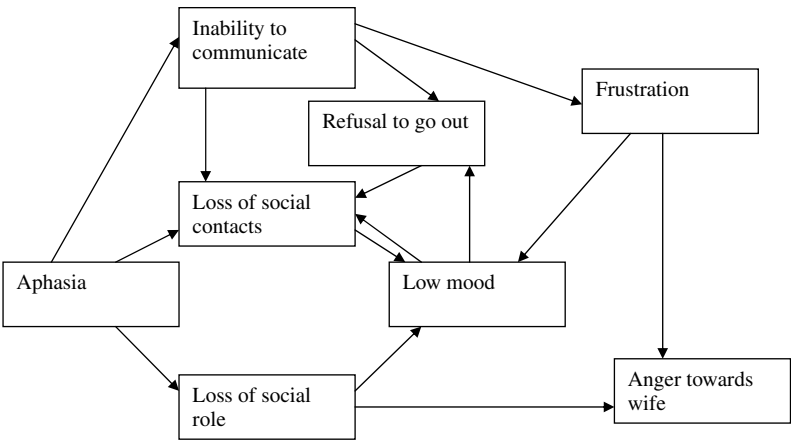 Inability to
communicate
Frustration
Refusal to go out
Loss of social
contacts
Aphasia
Low mood
Loss of social
role
Anger towards
wife